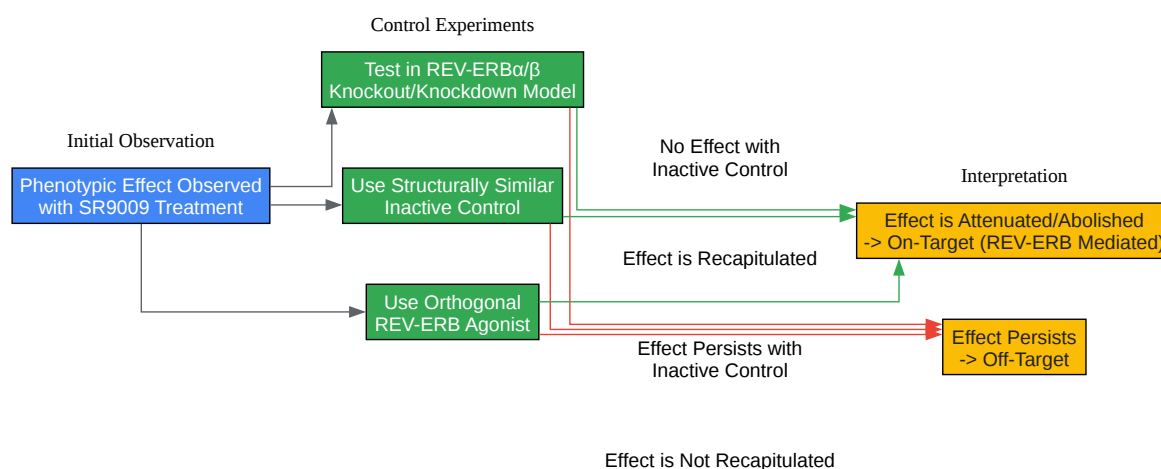 Control Experiments
Test in REV-ERBα/β
Knockout/Knockdown Model
Initial Observation
Phenotypic Effect Observed
with SR9009 Treatment
Use Structurally Similar
Inactive Control
Use Orthogonal
REV-ERB Agonist
No Effect with
Inactive Control
Effect is Recapitulated
Effect Persists with
Inactive Control
Effect is Not Recapitulated
Interpretation
Effect is Attenuated/Abolished
-> On-Target (REV-ERB Mediated)
Effect Persists
-> Off-Target